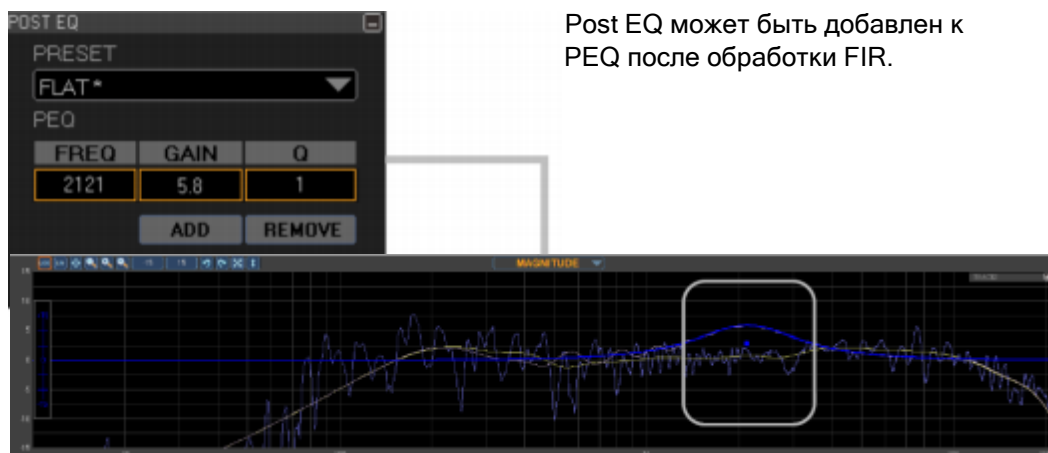 POST EQ
PRESET
FLAT*
PEQ
FREQ GAIN Q
2121 5.8 1
ADD REMOVE
Post EQ может быть добавлен к
PEQ после обработки FIR.
MAGNITUDE